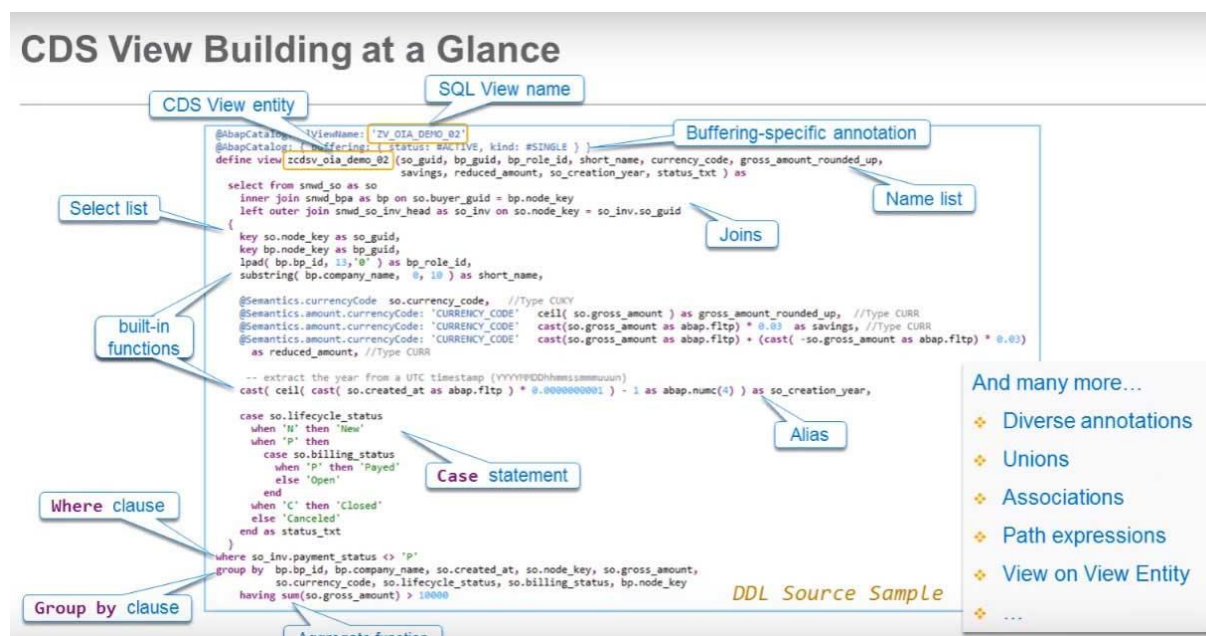 CDS View Building at a Glance
SQL View name
CDS View entity
Buffering-specific annotation
@AbapCatalog. lViewName: 'ZV_OIA_DEMO_02'
@AbapCatalog: { buffering: { status: #ACTIVE, kind: #SINGLE } }
define view zcdsv_oia_demo_02 (so_guid, bp_guid, bp_role_id, short_name, currency_code, gross_amount_rounded_up,
savings, reduced_amount, so_creation_year, status_txt ) as
Name list
select from snwd_so as so
inner join snwd_bpa as bp on so.buyer_guid = bp.node_key
left outer join snwd_so_inv_head as so_inv on so.node_key = so_inv.so_guid
Select list
Joins
{
key so.node_key as so_guid,
key bp.node_key as bp_guid,
lpad( bp.bp_id, 13,'0' ) as bp_role_id,
substring( bp.company_name, 0, 10 ) as short_name,
@Semantics.currencyCode so.currency_code, //Type CUKY
@Semantics.amount.currencyCode: 'CURRENCY_CODE' ceil( so.gross_amount ) as gross_amount_rounded_up, //Type CURR
@Semantics.amount.currencyCode: 'CURRENCY_CODE' cast(so.gross_amount as abap.fltp) * 0.03 as savings, //Type CURR
@Semantics.amount.currencyCode: 'CURRENCY_CODE' cast(so.gross_amount as abap.fltp) + (cast( -so.gross_amount as abap.fltp) * 0.03)
as reduced_amount, //Type CURR
built-in
functions
-- extract the year from a UTC timestamp (YYYYMMDDhhmmssmmmuuun)
cast( ceil( cast( so.created_at as abap.fltp ) * 0.0000000001 ) - 1 as abap.numc(4) ) as so_creation_year,
Alias
case so.lifecycle_status
when 'N' then 'New'
when 'P' then
case so.billing_status
when 'P' then 'Payed'
else 'Open'
end
when 'C' then 'Closed'
else 'Canceled'
end as status_txt
}
Case statement
Where clause
where so_inv.payment_status <> 'P'
group by bp.bp_id, bp.company_name, so.created_at, so.node_key, so.gross_amount,
so.currency_code, so.lifecycle_status, so.billing_status, bp.node_key
having sum(so.gross_amount) > 10000
Group by clause
DDL Source Sample
Aggregate function
And many more…
Diverse annotations
Unions
Associations
Path expressions
View on View Entity
…